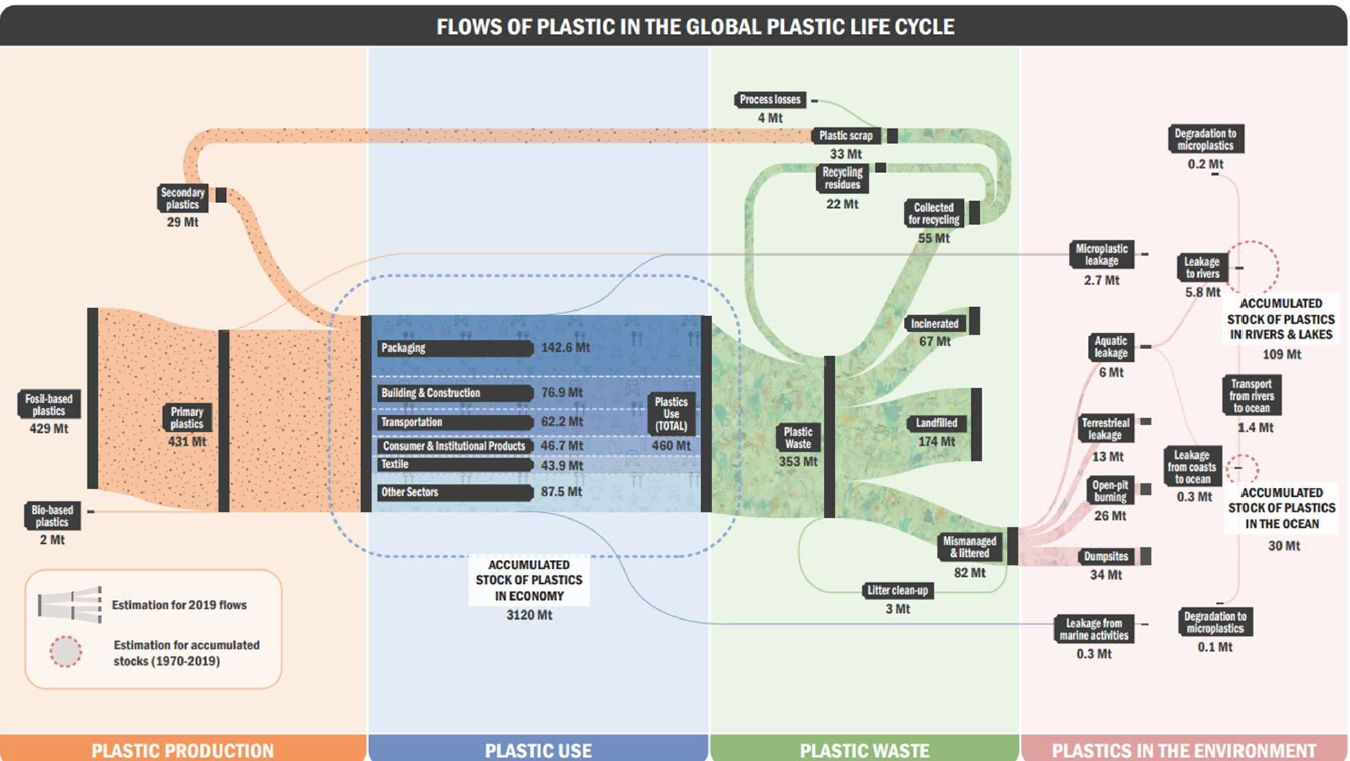 FLOWS OF PLASTIC IN THE GLOBAL PLASTIC LIFE CYCLE
Process losses
4 Mt
Plastic scrap
33 Mt
Recycling
residues
22 Mt
Secondary
plastics
29 Mt
Collected
for recycling
55 Mt
Degradation to
microplastics
0.2 Mt
Microplastic
leakage
2.7 Mt
Leakage
to rivers
5.8 Mt
ACCUMULATED
STOCK OF PLASTICS
IN RIVERS & LAKES
109 Mt
Fosil-based
plastics
429 Mt
Primary
plastics
431 Mt
Bio-based
plastics
2 Mt
Packaging
142.6 Mt
Building & Construction
76.9 Mt
Transportation
62.2 Mt
Consumer & Institutional Products
46.7 Mt
Textile
43.9 Mt
Other Sectors
87.5 Mt
Plastics
Use
(TOTAL)
460 Mt
Plastic
Waste
353 Mt
Incinerated
67 Mt
Landfilled
174 Mt
Mismanaged
& littered
82 Mt
Litter clean-up
3 Mt
Aquatic
leakage
6 Mt
Terrestrieal
leakage
13 Mt
Open-pit
burning
26 Mt
Dumpsites
34 Mt
Transport
from rivers
to ocean
1.4 Mt
Leakage
from coasts
to ocean
0.3 Mt
ACCUMULATED
STOCK OF PLASTICS
IN THE OCEAN
30 Mt
Leakage from
marine activities
0.3 Mt
Degradation to
microplastics
0.1 Mt
ACCUMULATED
STOCK OF PLASTICS
IN ECONOMY
3120 Mt
Estimation for 2019 flows
Estimation for accumulated
stocks (1970-2019)
PLASTIC PRODUCTION
PLASTIC USE
PLASTIC WASTE
PLASTICS IN THE ENVIRONMENT